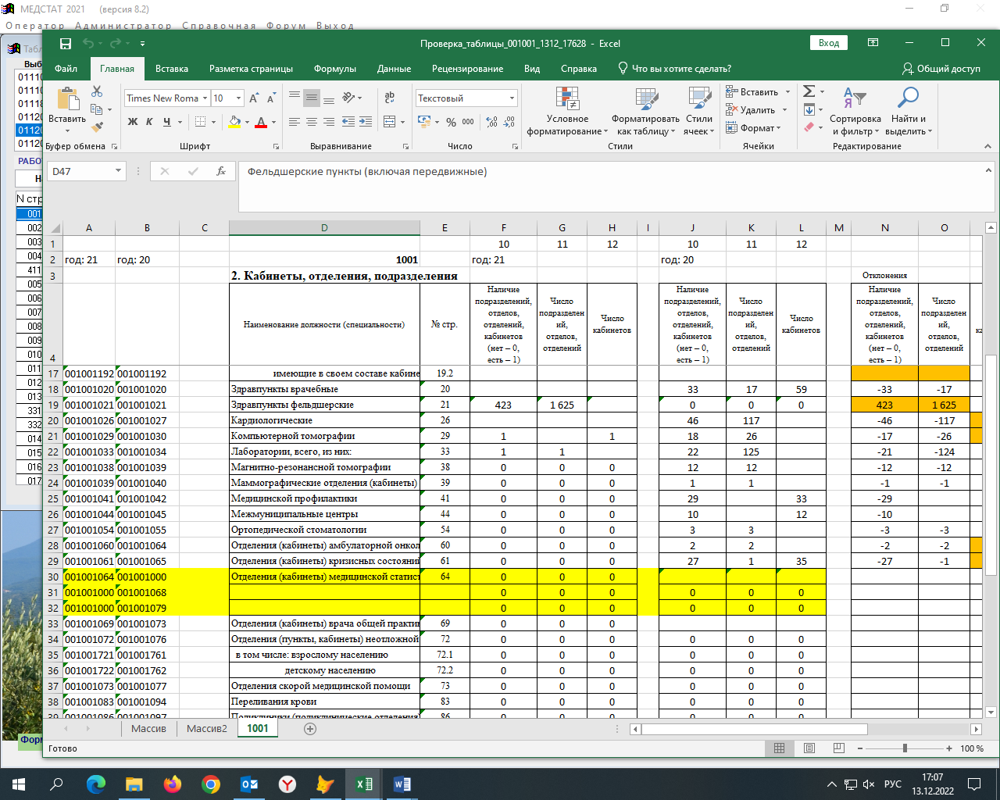 МЕДСТАТ 2021 (версия 8.2)
Оператор Администратор Справочная Форум Выход
Проверка_таблицы_001001_1312_17628 - Excel
Вход
Файл Главная Вставка Разметка страницы Формулы Данные Рецензирование Вид Справка Что вы хотите сделать? Общий доступ
Вставить
Буфер обмена
Times New Roma 10
Ж К Ч
Шрифт
Выравнивание
Текстовый
% 000
Число
Условное форматирование
Форматировать как таблицу
Стили ячеек
Стили
Вставить
Удалить
Формат
Ячейки
Сортировка и фильтр
Найти и выделить
Редактирование
D47 fx Фельдшерские пункты (включая передвижные)
A B C D E F G H I J K L M N O
1 10 11 12 10 11 12
2 год: 21 год: 20 1001 год: 21 год: 20
3 2. Кабинеты, отделения, подразделения Отклонения
4 Наименование должности (специальности) № стр. Наличие подразделений, отделов, отделений, кабинетов (нет – 0, есть – 1) Число подразделений, отделов, отделений Число кабинетов Наличие подразделений, отделов, отделений, кабинетов (нет – 0, есть – 1) Число подразделений, отделов, отделений Число кабинетов Наличие подразделений, отделов, отделений, кабинетов (нет – 0, есть – 1) Число подразделений, отделов, отделений
17 001001192 001001192 имеющие в своем составе кабине 19.2
18 001001020 001001020 Здравпункты врачебные 20 33 17 59 -33 -17
19 001001021 001001021 Здравпункты фельдшерские 21 423 1 625 0 0 0 423 1 625
20 001001026 001001027 Кардиологические 26 46 117 -46 -117
21 001001029 001001030 Компьютерной томографии 29 1 1 18 26 -17 -26
22 001001033 001001034 Лаборатории, всего, из них: 33 1 1 22 125 -21 -124
23 001001038 001001039 Магнитно-резонансной томографии 38 0 0 0 12 12 -12 -12
24 001001039 001001040 Маммографические отделения (кабинеты) 39 0 0 0 1 1 -1 -1
25 001001041 001001042 Медицинской профилактики 41 0 0 0 29 33 -29
26 001001044 001001045 Межмуниципальные центры 44 0 0 0 10 12 -10
27 001001054 001001055 Ортопедической стоматологии 54 0 0 0 3 3 -3 -3
28 001001060 001001064 Отделения (кабинеты) амбулаторной онкол 60 0 0 0 2 2 -2 -2
29 001001061 001001065 Отделения (кабинеты) кризисных состояний 61 0 0 0 27 1 35 -27 -1
30 001001064 001001000 Отделения (кабинеты) медицинской статист 64 0 0 0
31 001001000 001001068 0 0 0 0 0 0
32 001001000 001001079 0 0 0 0 0 0
33 001001069 001001073 Отделения (кабинеты) врача общей практик 69 0 0 0
34 001001072 001001076 Отделения (пункты, кабинеты) неотложной 72 0 0 0 0 0 0
35 001001721 001001761 в том числе: взрослому населению 72.1 0 0 0 0 0 0
36 001001722 001001762 детскому населению 72.2 0 0 0 0 0 0
37 001001073 001001077 Отделения скорой медицинской помощи 73 0 0 0 0 0 0
38 001001083 001001094 Переливания крови 83 0 0 0 0 0 0
39 001001086 001001097 Поликлиники (поликлинические отделения) 86 0 0 0 0 0 0
Массив Массив2 1001
Готово 100 %
Табл
Выб
01110
01110
01118
01120
01120
01120
РАБО
Н
N стр
001
002
003
004
411
005
006
007
008
009
010
011
012
013
331
332
014
015
016
017
Форм
РУС 17:07
13.12.2022